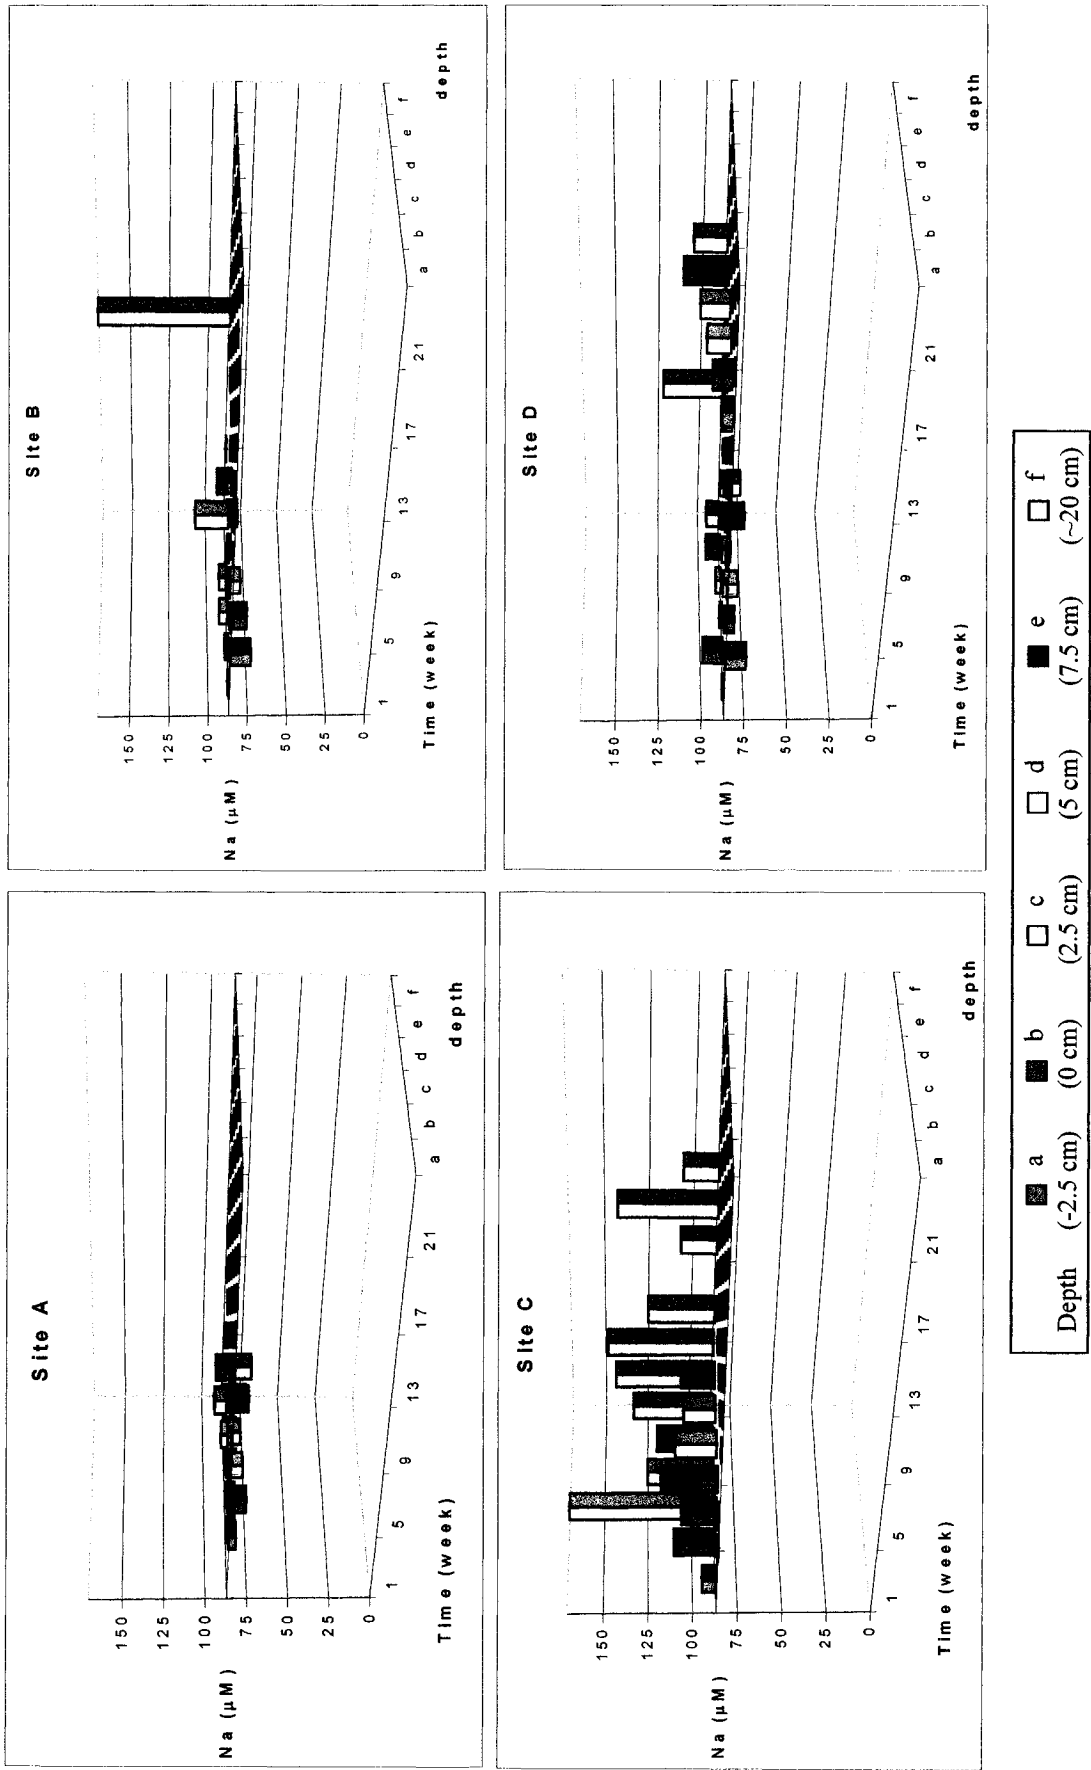 Site A
Na (µM)
150
125
100
75
50
25
0
Time (week)
1
5
9
13
17
21
a
b
c
d
e
f
depth
Site B
Na (µM)
150
125
100
75
50
25
0
Time (week)
1
5
9
13
17
21
a
b
c
d
e
f
depth
Site C
Na (µM)
150
125
100
75
50
25
0
Time (week)
1
5
9
13
17
21
a
b
c
d
e
f
depth
Site D
Na (µM)
150
125
100
75
50
25
0
Time (week)
1
5
9
13
17
21
a
b
c
d
e
f
depth
a b c d e f
Depth (-2.5 cm) (0 cm) (2.5 cm) (5 cm) (7.5 cm) (~20 cm)